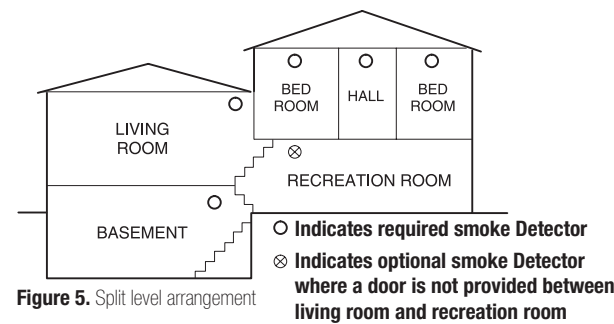 BED
ROOM
HALL
BED
ROOM
LIVING
ROOM
RECREATION ROOM
BASEMENT
Indicates required smoke Detector
Indicates optional smoke Detector
where a door is not provided between
living room and recreation room
Figure 5. Split level arrangement